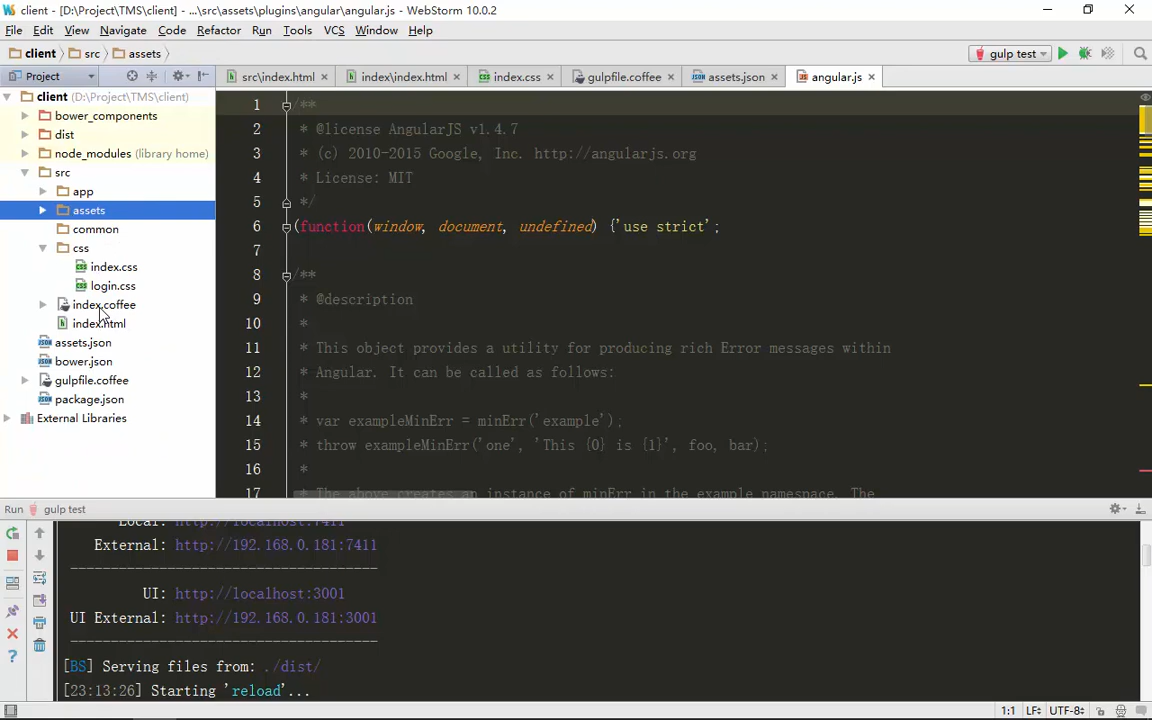 client - [D:\Project\TMS\client] - ...\src\assets\plugins\angular\angular.js - WebStorm 10.0.2
File Edit View Navigate Code Refactor Run Tools VCS Window Help
client src assets gulp test
Project src\index.html index\index.html index.css gulpfile.coffee assets.json angular.js
client (D:\Project\TMS\client)
bower_components
dist
node_modules (library home)
src
app
assets
common
css
index.css
login.css
index.coffee
index.html
assets.json
bower.json
gulpfile.coffee
package.json
External Libraries
1 /**
2 * @license AngularJS v1.4.7
3 * (c) 2010-2015 Google, Inc. http://angularjs.org
4 * License: MIT
5 */
6 (function(window, document, undefined) {'use strict';
7
8 /**
9 * @description
10 *
11 * This object provides a utility for producing rich Error messages within
12 * Angular. It can be called as follows:
13 *
14 * var exampleMinErr = minErr('example');
15 * throw exampleMinErr('one', 'This {0} is {1}', foo, bar);
16 *
17 * The above creates an instance of minErr in the example namespace. The
Run gulp test
Local: http://localhost:7411
External: http://192.168.0.181:7411
-------------------------------------
UI: http://localhost:3001
UI External: http://192.168.0.181:3001
-------------------------------------
[BS] Serving files from: ./dist/
[23:13:26] Starting 'reload'...
1:1 LF UTF-8